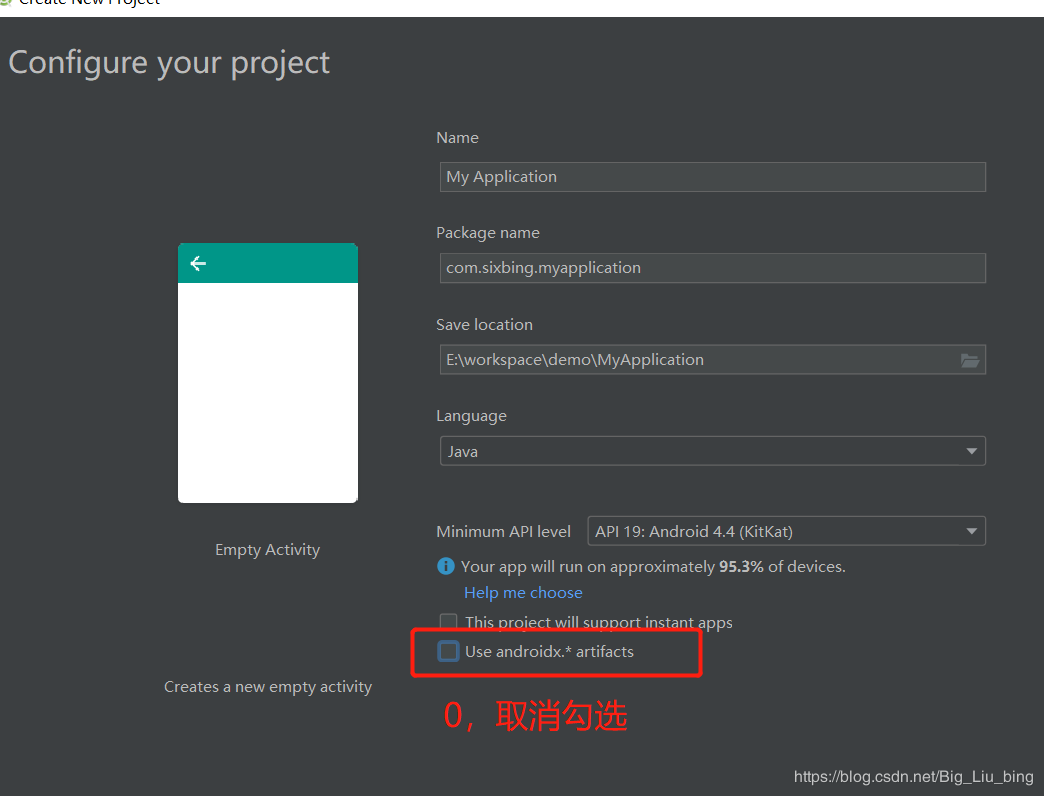 Create New Project
Configure your project
Name
My Application
Package name
com.sixbing.myapplication
Save location
E:\workspace\demo\MyApplication
Language
Java
Empty Activity
Minimum API level
API 19: Android 4.4 (KitKat)
Your app will run on approximately 95.3% of devices.
Help me choose
This project will support instant apps
Use androidx.* artifacts
Creates a new empty activity
0，取消勾选
https://blog.csdn.net/Big_Liu_bing